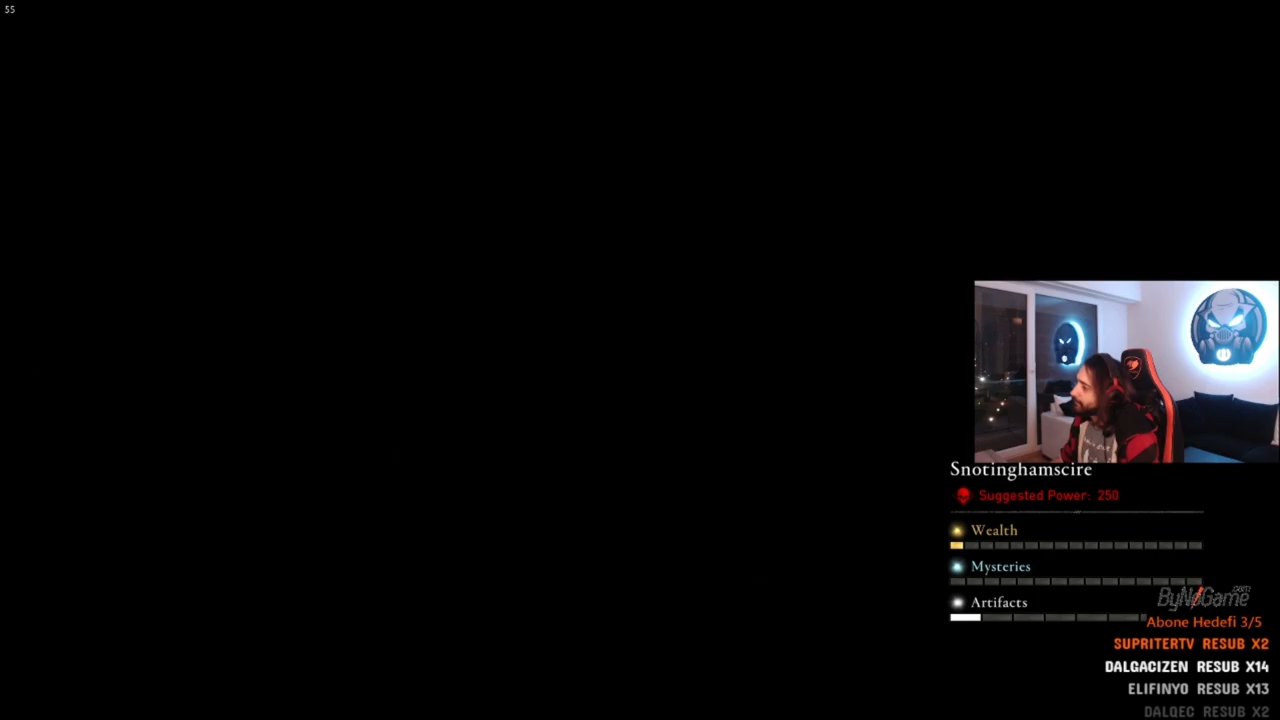 55
Snotinghamscire
Suggested Power: 250
Wealth
Mysteries
Artifacts
ByNoGame.com
Abone Hedefi 3/5
SUPRITERTV RESUB X2
DALGACIZEN RESUB X14
ELIFINYO RESUB X13
DALQEC RESUB X2